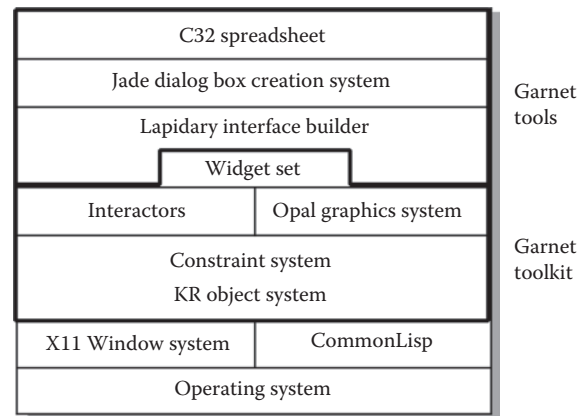 C32 spreadsheet
Jade dialog box creation system
Garnet
tools
Lapidary interface builder
Widget set
Interactors
Opal graphics system
Garnet
toolkit
Constraint system
KR object system
X11 Window system
CommonLisp
Operating system